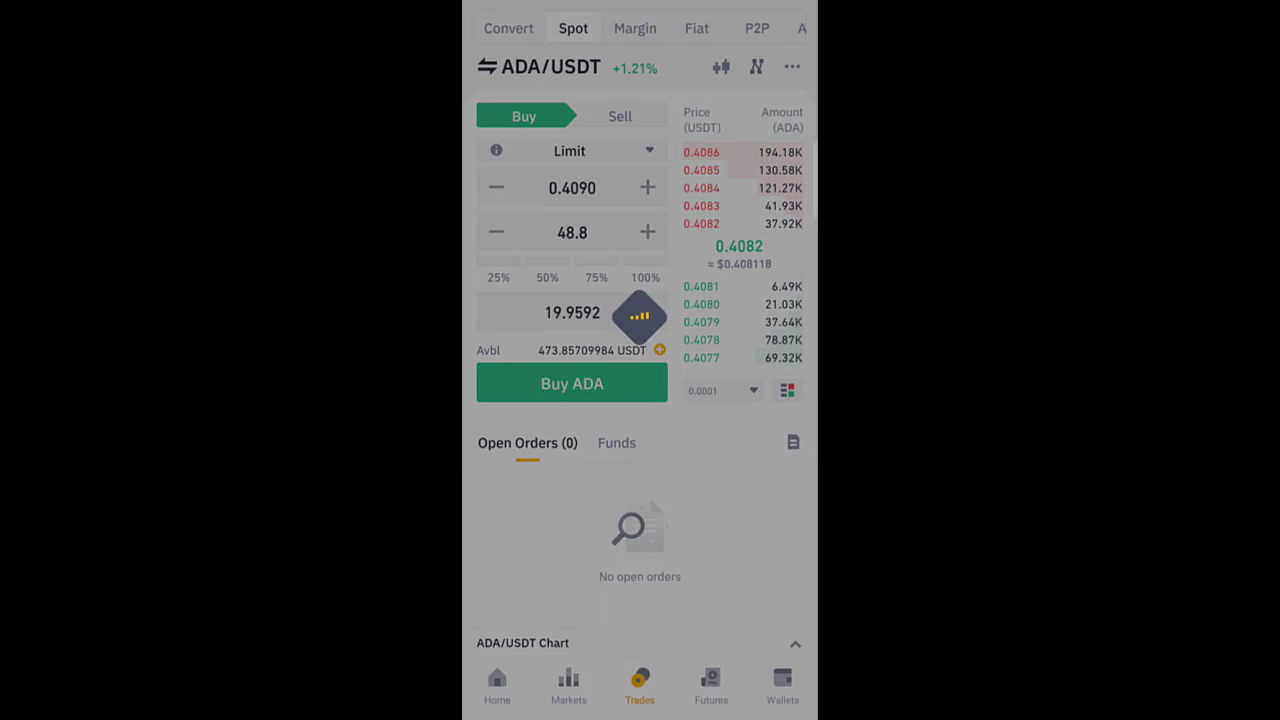 Convert Spot Margin Fiat P2P A
ADA/USDT +1.21%
Buy Sell
Limit
0.4090
48.8
25% 50% 75% 100%
19.9592
Avbl 473.85709984 USDT
Buy ADA
Price Amount
(USDT) (ADA)
0.4086 194.18K
0.4085 130.58K
0.4084 121.27K
0.4083 41.93K
0.4082 37.92K
0.4082
≈ $0.408118
0.4081 6.49K
0.4080 21.03K
0.4079 37.64K
0.4078 78.87K
0.4077 69.32K
0.0001
Open Orders (0) Funds
No open orders
ADA/USDT Chart
Home Markets Trades Futures Wallets